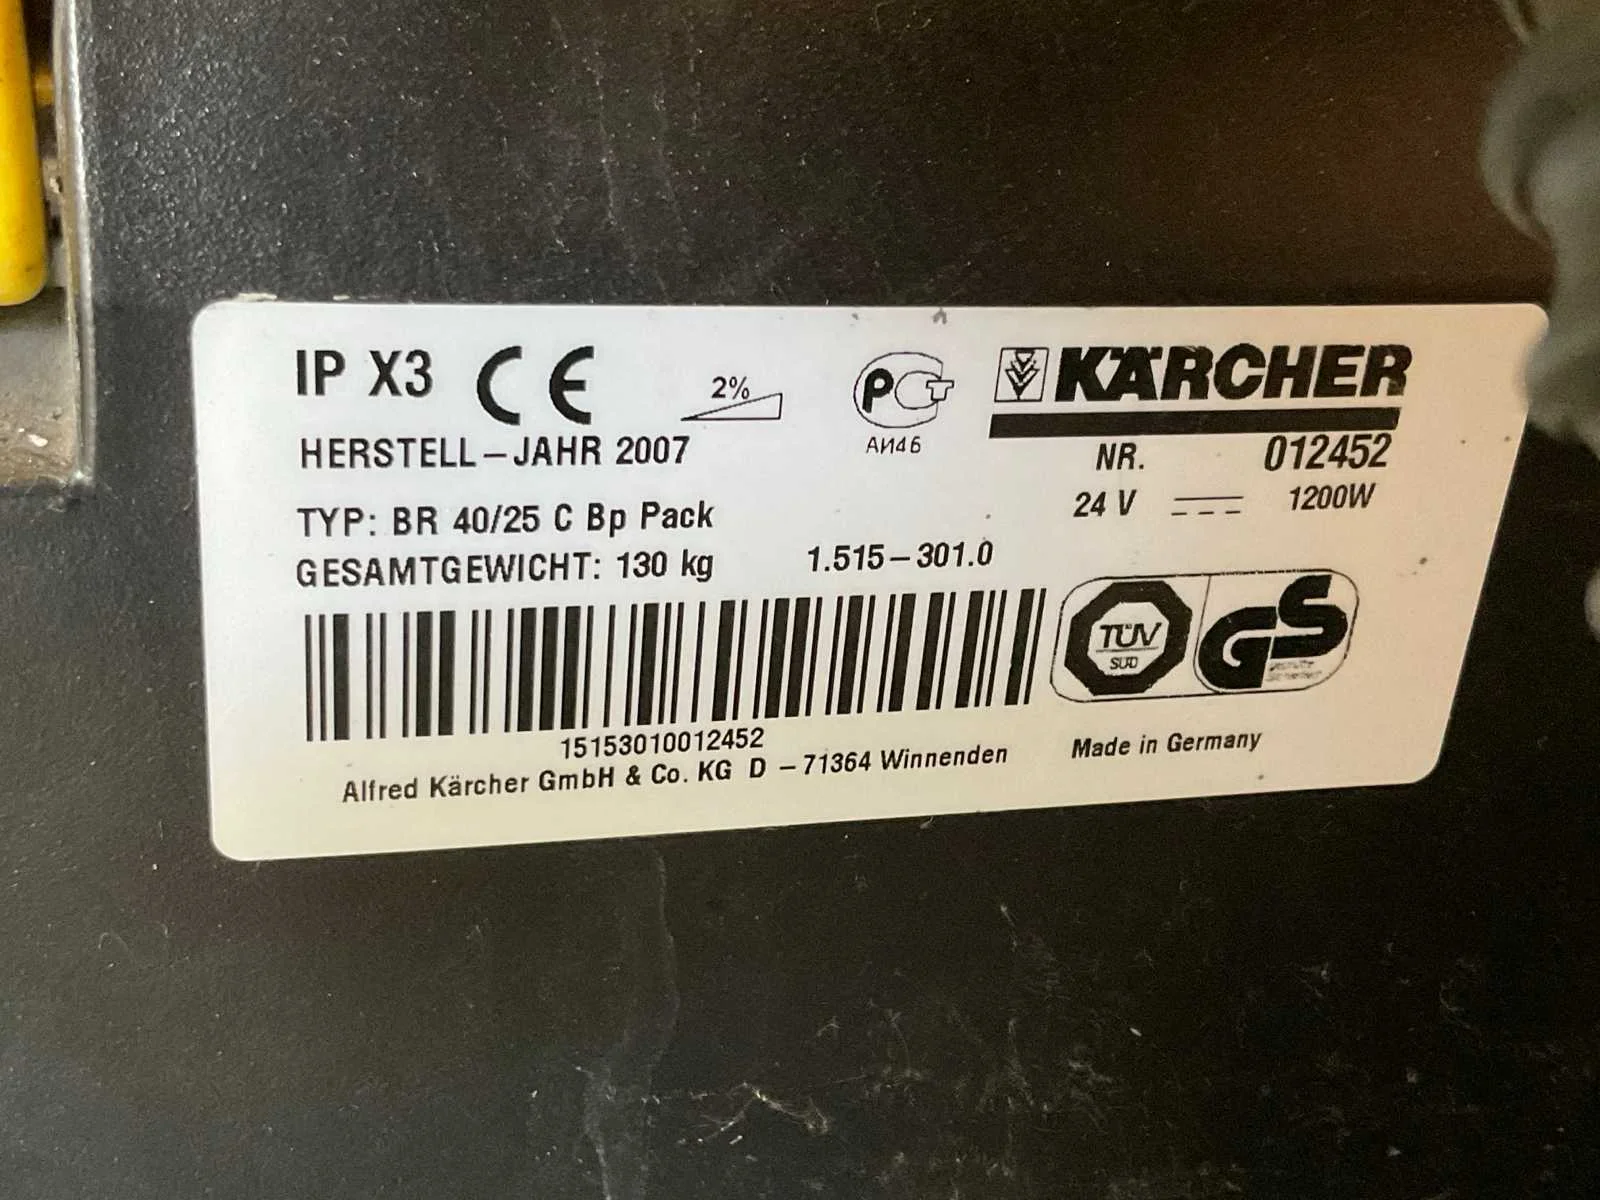 IP X3 CE 2% PCT KÄRCHER
АИ46
HERSTELL-JAHR 2007 NR. 012452
24 V 1200W
TYP: BR 40/25 C Bp Pack
GESAMTGEWICHT: 130 kg 1.515-301.0
TÜV
SÜD
GS
15153010012452
Alfred Kärcher GmbH & Co. KG D - 71364 Winnenden Made in Germany